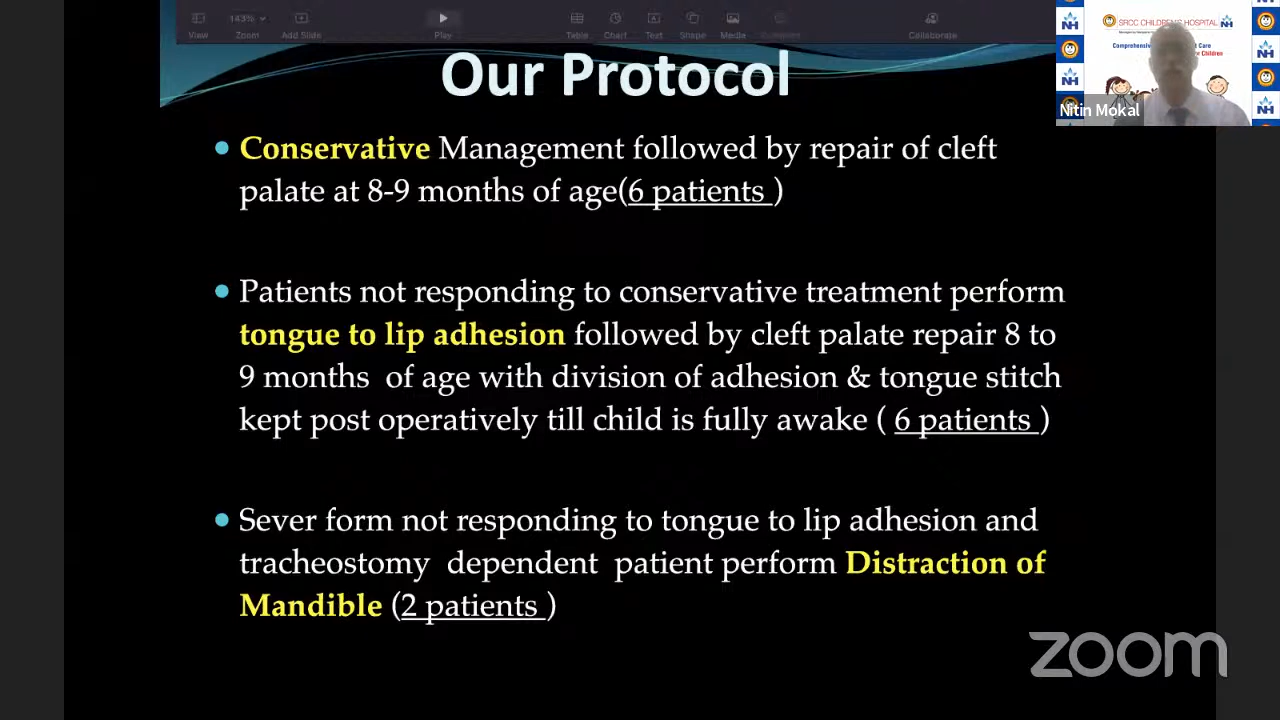 143%
View
Zoom
Add Slide
Play
Table
Chart
Text
Shape
Media
Collaborate
SRCC CHILDREN'S HOSPITAL
NH
Nitin Mokal
Our Protocol
• Conservative Management followed by repair of cleft
palate at 8-9 months of age(6 patients )
• Patients not responding to conservative treatment perform
tongue to lip adhesion followed by cleft palate repair 8 to
9 months of age with division of adhesion & tongue stitch
kept post operatively till child is fully awake ( 6 patients )
• Sever form not responding to tongue to lip adhesion and
tracheostomy dependent patient perform Distraction of
Mandible (2 patients )
zoom